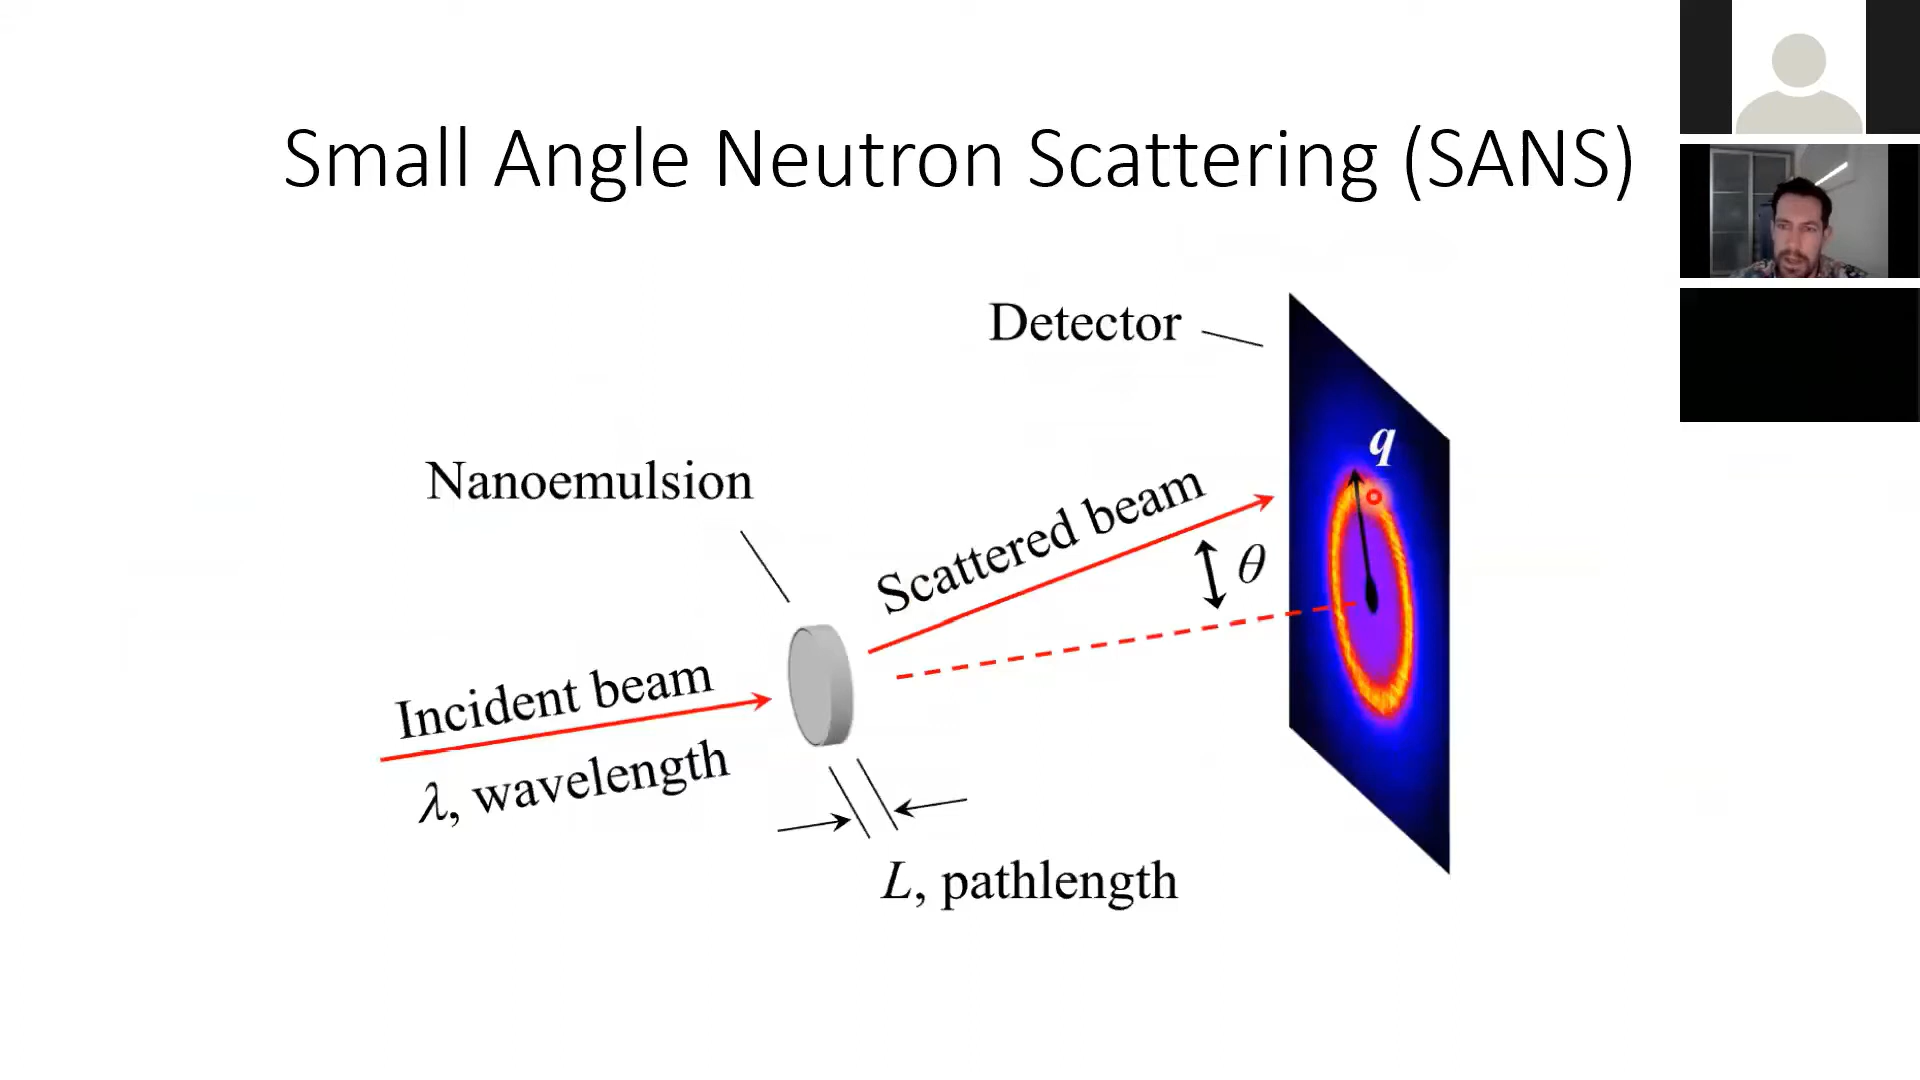 Small Angle Neutron Scattering (SANS)
Detector
q
Nanoemulsion
Scattered beam
θ
Incident beam
λ, wavelength
L, pathlength